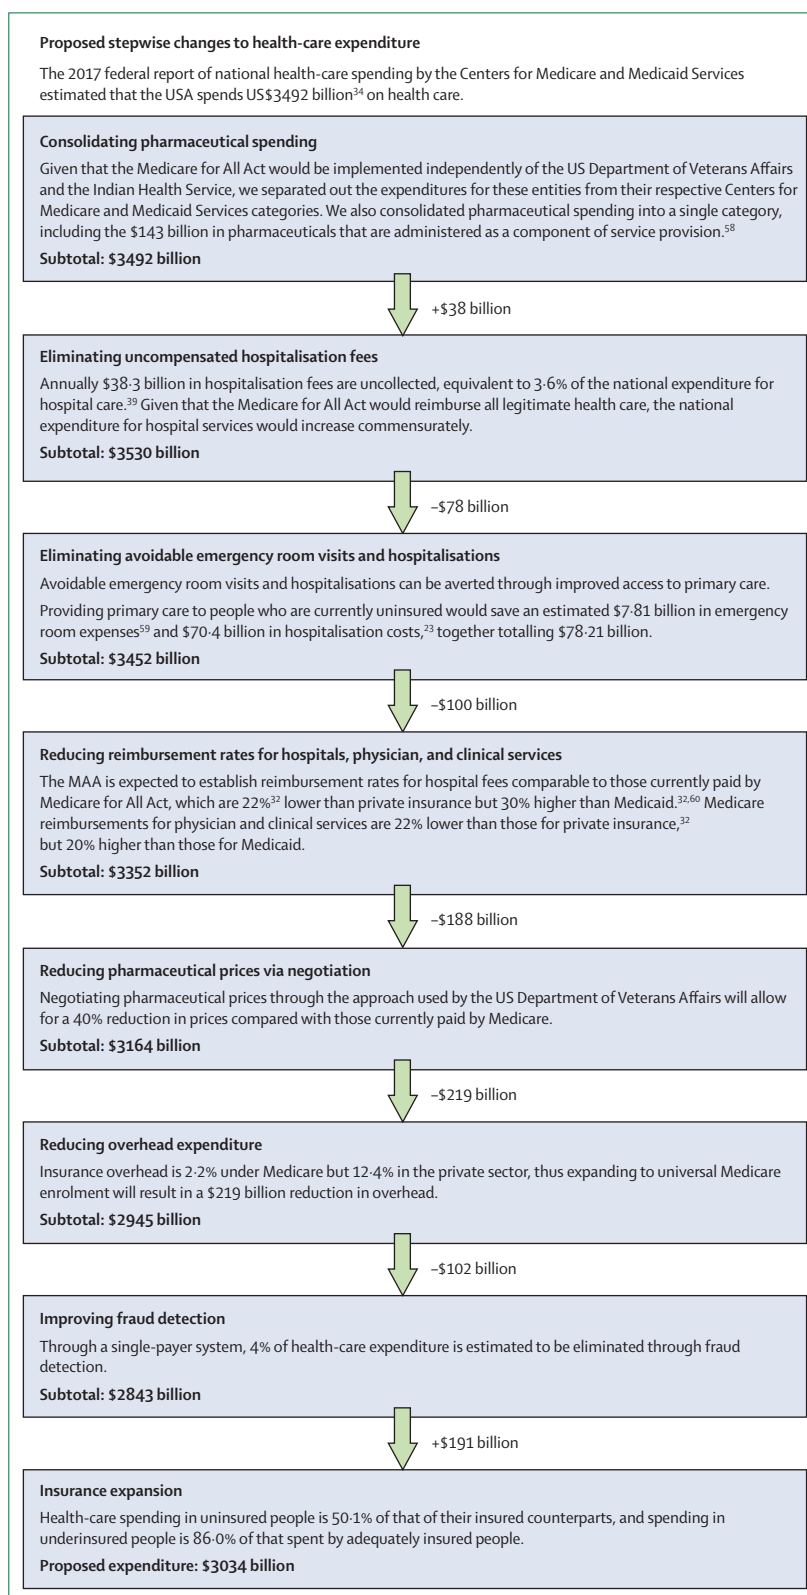 Proposed stepwise changes to health-care expenditure
The 2017 federal report of national health-care spending by the Centers for Medicare and Medicaid Services
estimated that the USA spends US$3492 billion³⁴ on health care.
Consolidating pharmaceutical spending
Given that the Medicare for All Act would be implemented independently of the US Department of Veterans Affairs
and the Indian Health Service, we separated out the expenditures for these entities from their respective Centers for
Medicare and Medicaid Services categories. We also consolidated pharmaceutical spending into a single category,
including the $143 billion in pharmaceuticals that are administered as a component of service provision.⁵⁸
Subtotal: $3492 billion
+$38 billion
Eliminating uncompensated hospitalisation fees
Annually $38·3 billion in hospitalisation fees are uncollected, equivalent to 3·6% of the national expenditure for
hospital care.³⁹ Given that the Medicare for All Act would reimburse all legitimate health care, the national
expenditure for hospital services would increase commensurately.
Subtotal: $3530 billion
–$78 billion
Eliminating avoidable emergency room visits and hospitalisations
Avoidable emergency room visits and hospitalisations can be averted through improved access to primary care.
Providing primary care to people who are currently uninsured would save an estimated $7·81 billion in emergency
room expenses⁵⁹ and $70·4 billion in hospitalisation costs,²³ together totalling $78·21 billion.
Subtotal: $3452 billion
–$100 billion
Reducing reimbursement rates for hospitals, physician, and clinical services
The MAA is expected to establish reimbursement rates for hospital fees comparable to those currently paid by
Medicare for All Act, which are 22%³² lower than private insurance but 30% higher than Medicaid.³²,⁶⁰ Medicare
reimbursements for physician and clinical services are 22% lower than those for private insurance,³²
but 20% higher than those for Medicaid.
Subtotal: $3352 billion
–$188 billion
Reducing pharmaceutical prices via negotiation
Negotiating pharmaceutical prices through the approach used by the US Department of Veterans Affairs will allow
for a 40% reduction in prices compared with those currently paid by Medicare.
Subtotal: $3164 billion
–$219 billion
Reducing overhead expenditure
Insurance overhead is 2·2% under Medicare but 12·4% in the private sector, thus expanding to universal Medicare
enrolment will result in a $219 billion reduction in overhead.
Subtotal: $2945 billion
–$102 billion
Improving fraud detection
Through a single-payer system, 4% of health-care expenditure is estimated to be eliminated through fraud
detection.
Subtotal: $2843 billion
+$191 billion
Insurance expansion
Health-care spending in uninsured people is 50·1% of that of their insured counterparts, and spending in
underinsured people is 86·0% of that spent by adequately insured people.
Proposed expenditure: $3034 billion